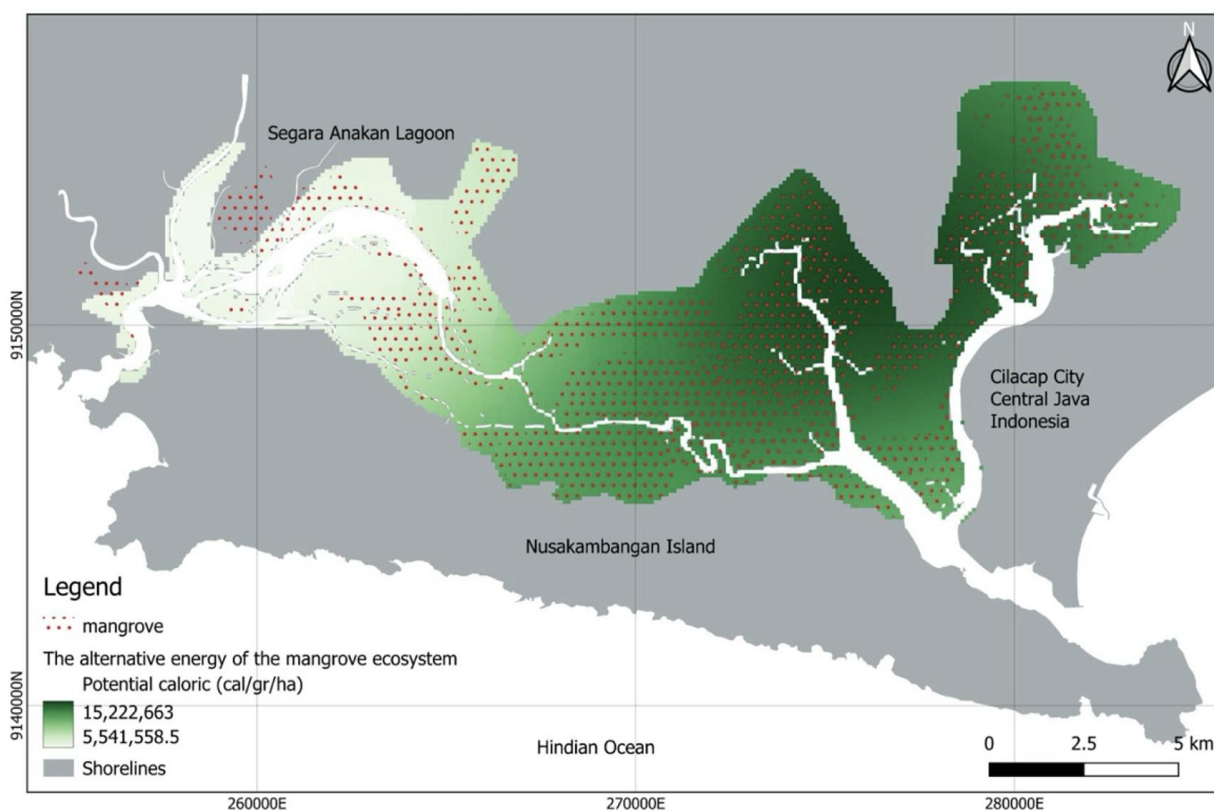 N
Segara Anakan Lagoon
9150000N
Cilacap City
Central Java
Indonesia
Nusakambangan Island
Legend
mangrove
The alternative energy of the mangrove ecosystem
Potential caloric (cal/gr/ha)
15,222,663
5,541,558.5
Shorelines
9140000N
Hindian Ocean
0 2.5 5 km
260000E 270000E 280000E